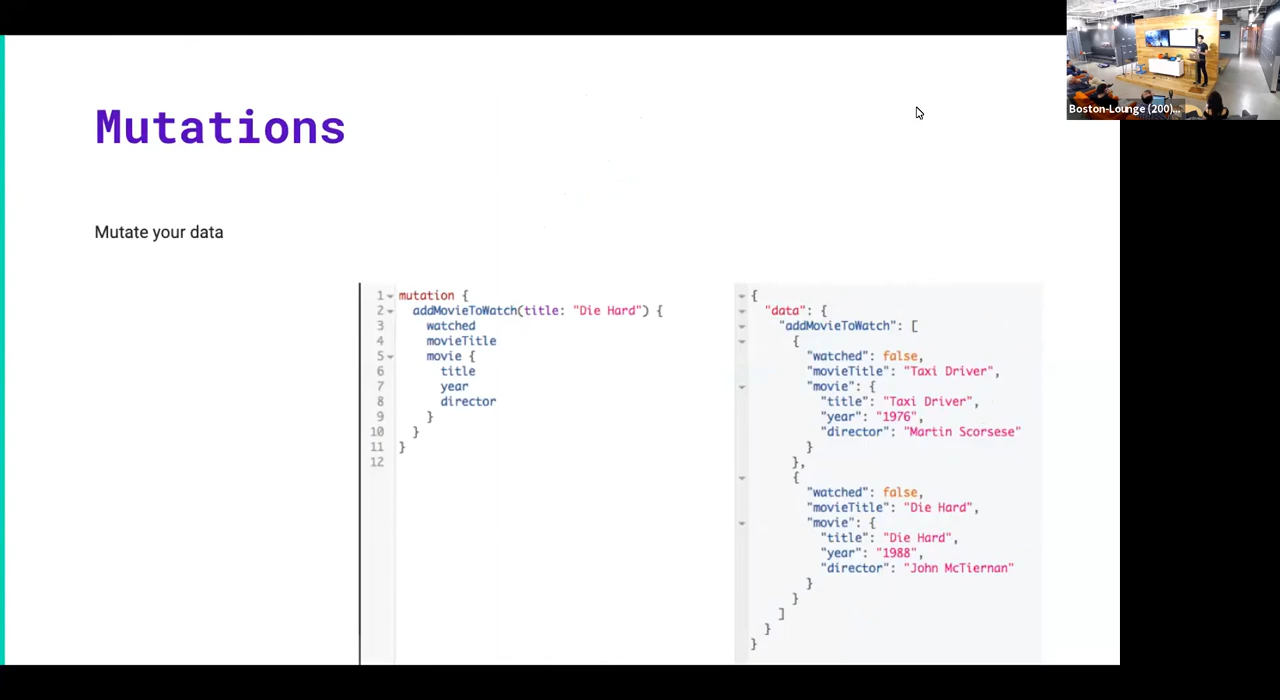 Boston-Lounge (200)...
Mutations
Mutate your data
1 mutation {
2 addMovieToWatch(title: "Die Hard") {
3 watched
4 movieTitle
5 movie {
6 title
7 year
8 director
9 }
10 }
11 }
12
{
"data": {
"addMovieToWatch": [
{
"watched": false,
"movieTitle": "Taxi Driver",
"movie": {
"title": "Taxi Driver",
"year": "1976",
"director": "Martin Scorsese"
}
},
{
"watched": false,
"movieTitle": "Die Hard",
"movie": {
"title": "Die Hard",
"year": "1988",
"director": "John McTiernan"
}
}
]
}
}